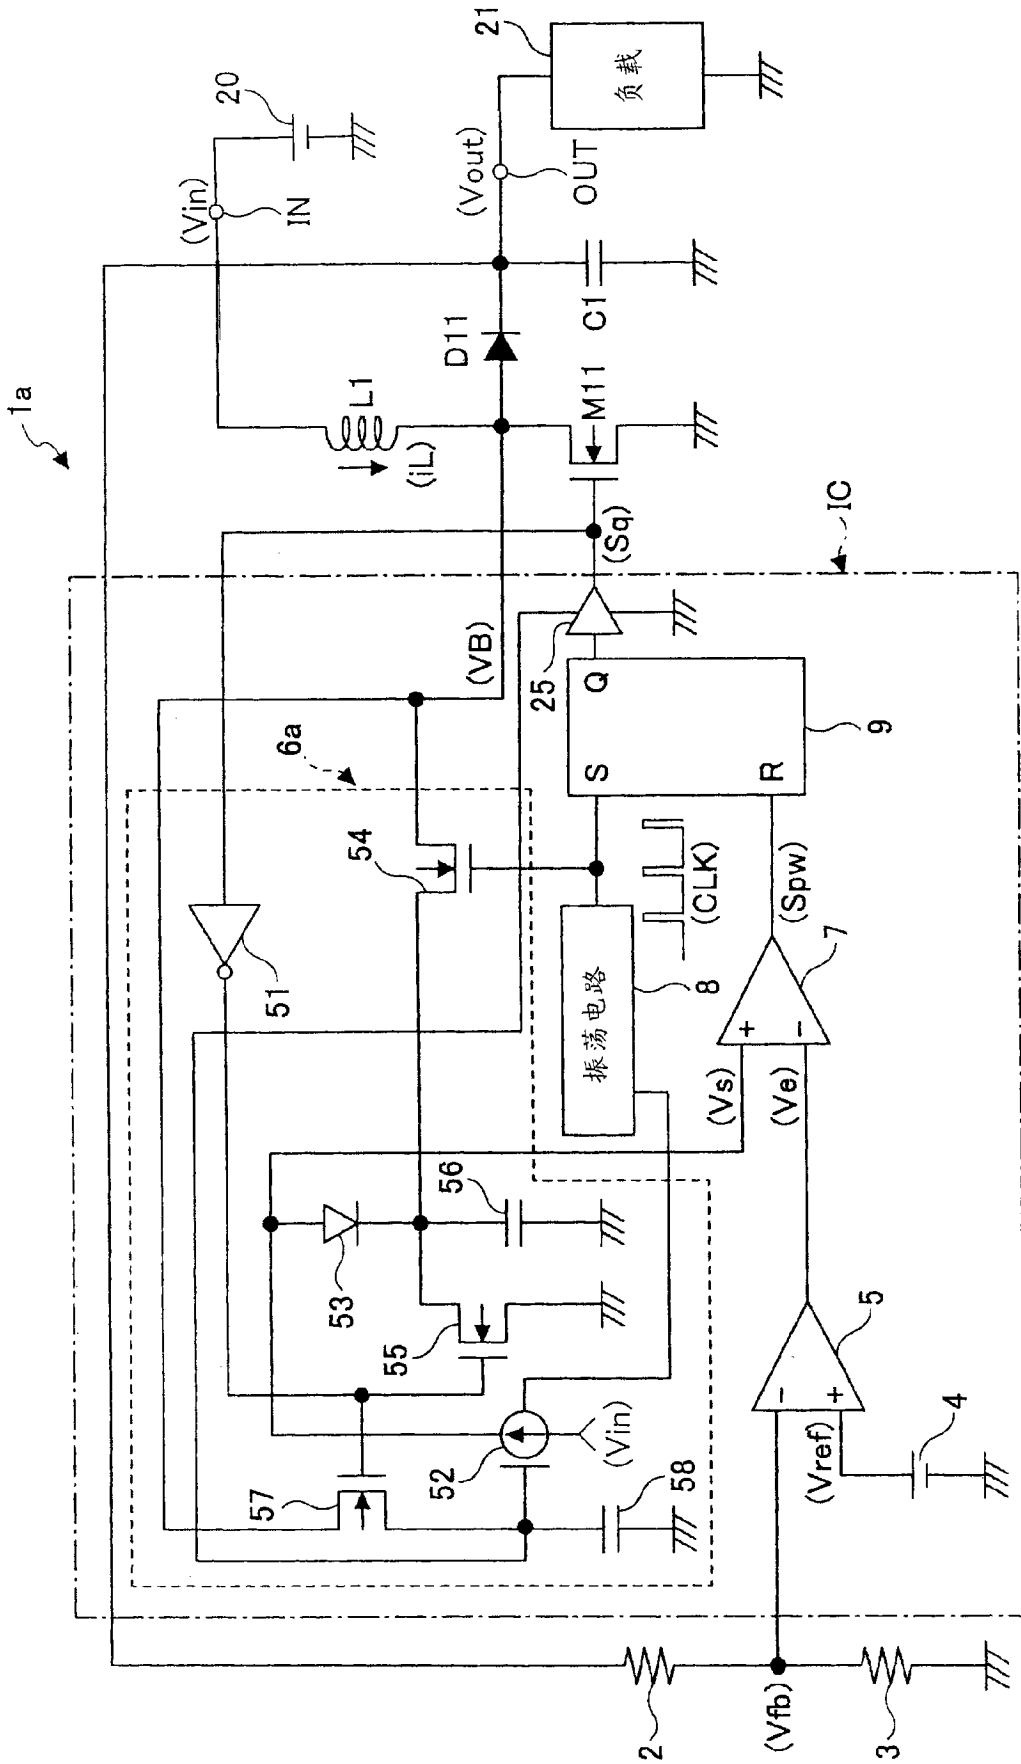 1a
20
(Vin)
IN
21
负载
(Vout)
OUT
L1
(iL)
D11
C1
M11
IC
(Sq)
(VB)
25
6a
Q
S
R
9
54
51
(CLK)
(Spw)
振荡电路
8
7
+
−
(Vs)
(Ve)
53
56
55
57
52
(Vin)
58
5
−
+
(Vref)
4
2
(Vfb)
3